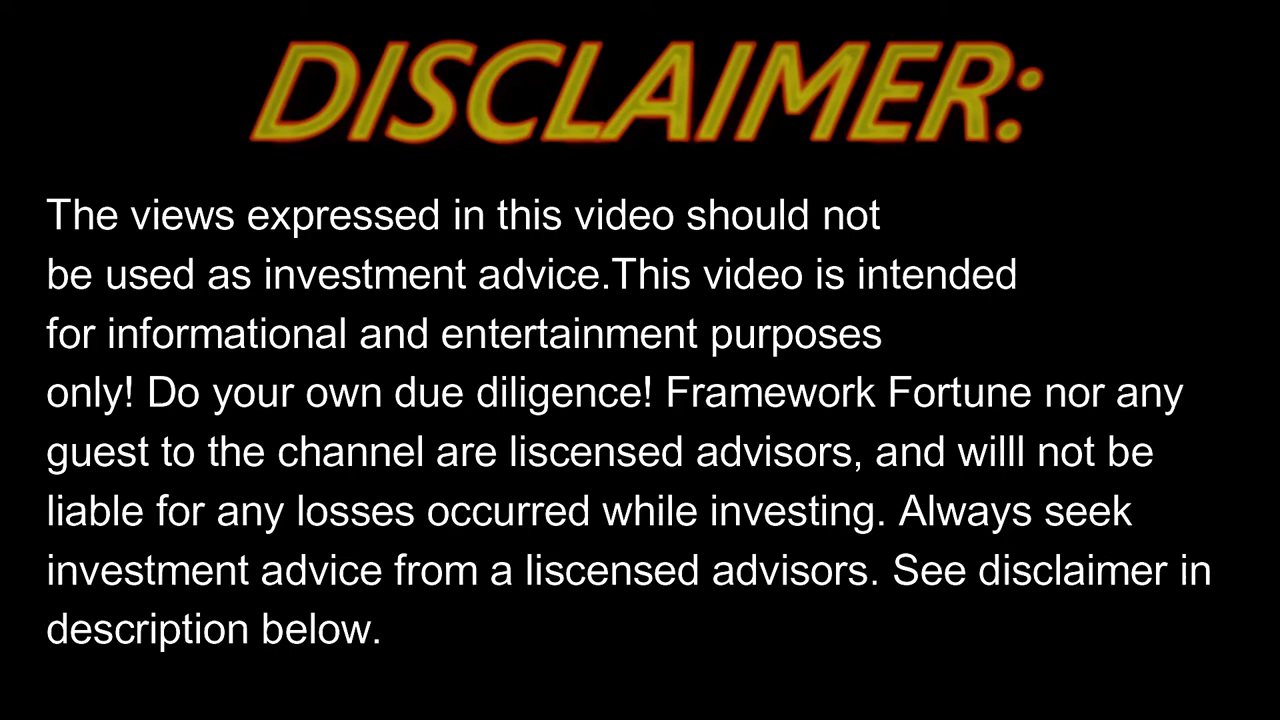 DISCLAIMER:
The views expressed in this video should not
be used as investment advice.This video is intended
for informational and entertainment purposes
only! Do your own due diligence! Framework Fortune nor any
guest to the channel are liscensed advisors, and willl not be
liable for any losses occurred while investing. Always seek
investment advice from a liscensed advisors. See disclaimer in
description below.